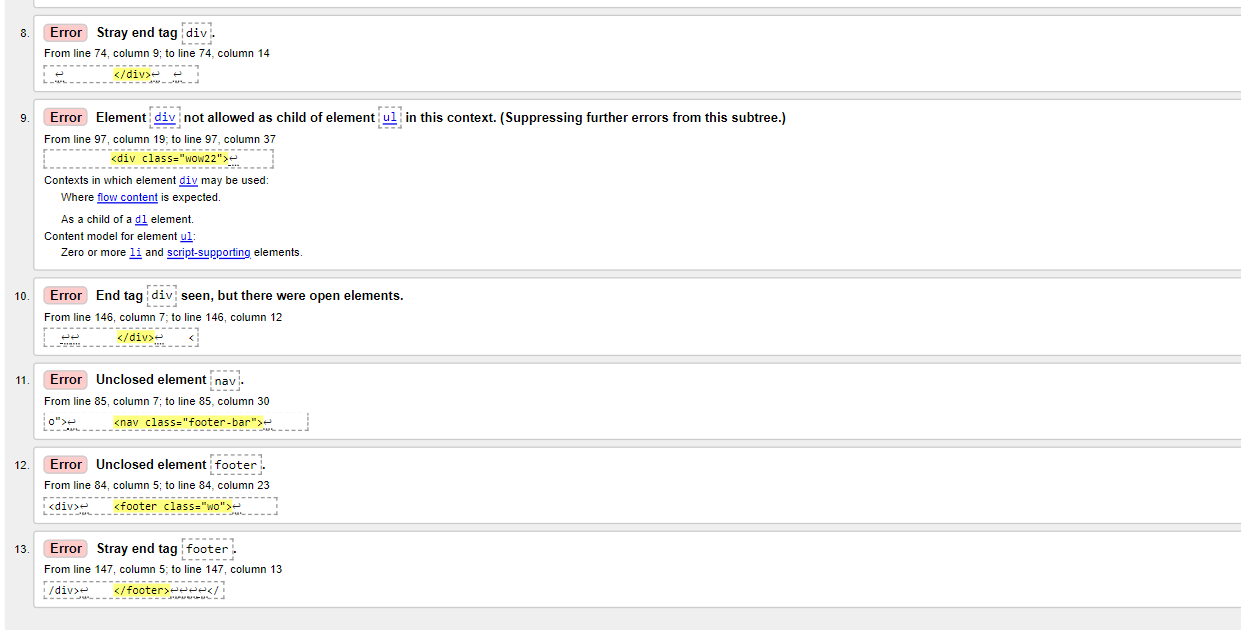 8. Error Stray end tag div.
From line 74, column 9; to line 74, column 14
↩ </div>↩ ↩
9. Error Element div not allowed as child of element ul in this context. (Suppressing further errors from this subtree.)
From line 97, column 19; to line 97, column 37
<div class="wow22">↩
Contexts in which element div may be used:
Where flow content is expected.
As a child of a dl element.
Content model for element ul:
Zero or more li and script-supporting elements.
10. Error End tag div seen, but there were open elements.
From line 146, column 7; to line 146, column 12
↩↩ </div>↩ <
11. Error Unclosed element nav.
From line 85, column 7; to line 85, column 30
o">↩ <nav class="footer-bar">↩
12. Error Unclosed element footer.
From line 84, column 5; to line 84, column 23
<div>↩ <footer class="wo">↩
13. Error Stray end tag footer.
From line 147, column 5; to line 147, column 13
/div>↩ </footer>↩↩↩↩</